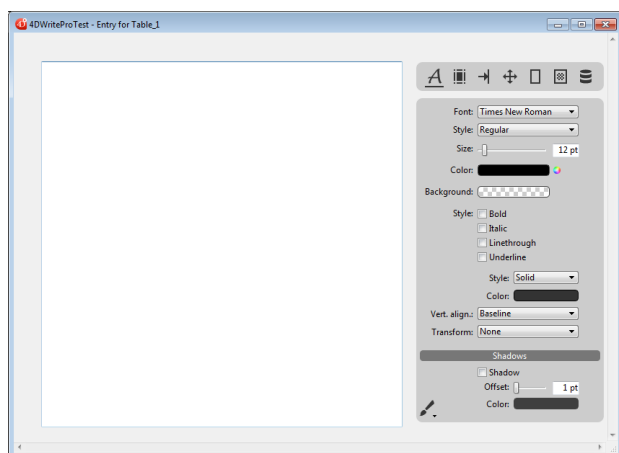 4DWriteProTest - Entry for Table_1
A
Font: Times New Roman
Style: Regular
Size: 12 pt
Color:
Background:
Style: Bold
Italic
Linethrough
Underline
Style: Solid
Color:
Vert. align.: Baseline
Transform: None
Shadows
Shadow
Offset: 1 pt
Color: